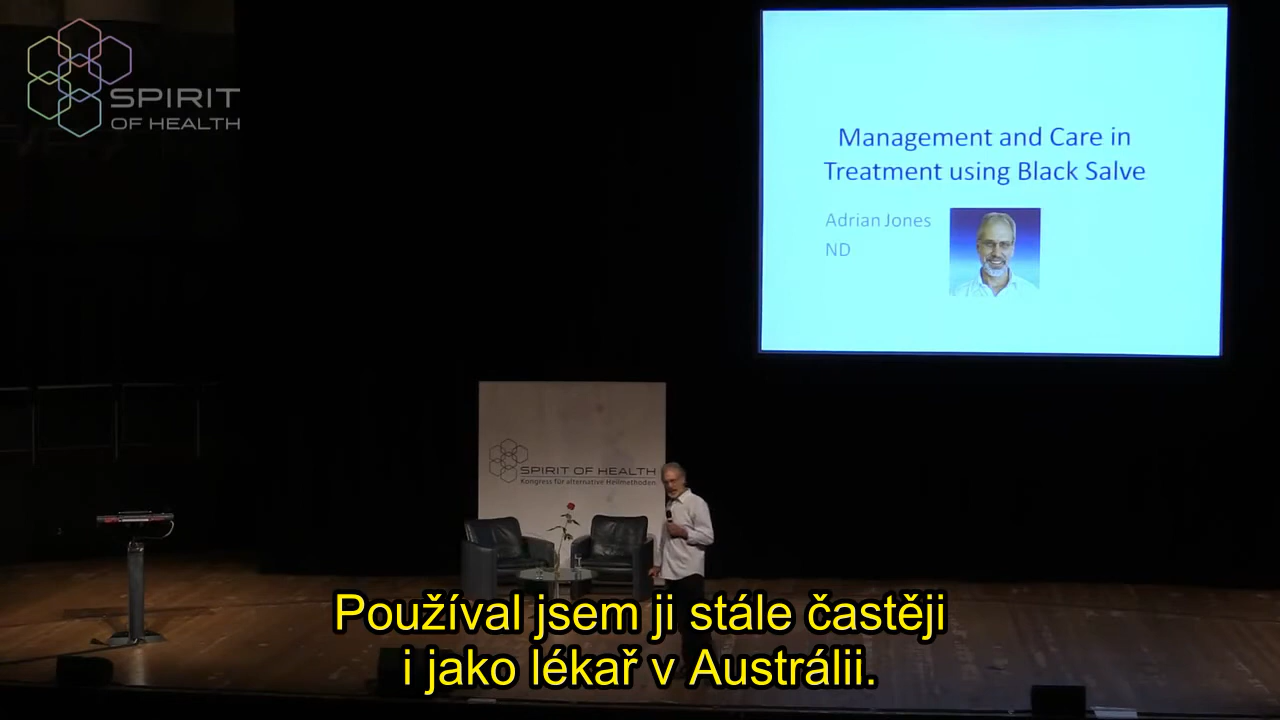 SPIRIT
OF HEALTH
Management and Care in
Treatment using Black Salve
Adrian Jones
ND
SPIRIT OF HEALTH
Kongress für alternative Heilmethoden
Používal jsem ji stále častěji
i jako lékař v Austrálii.